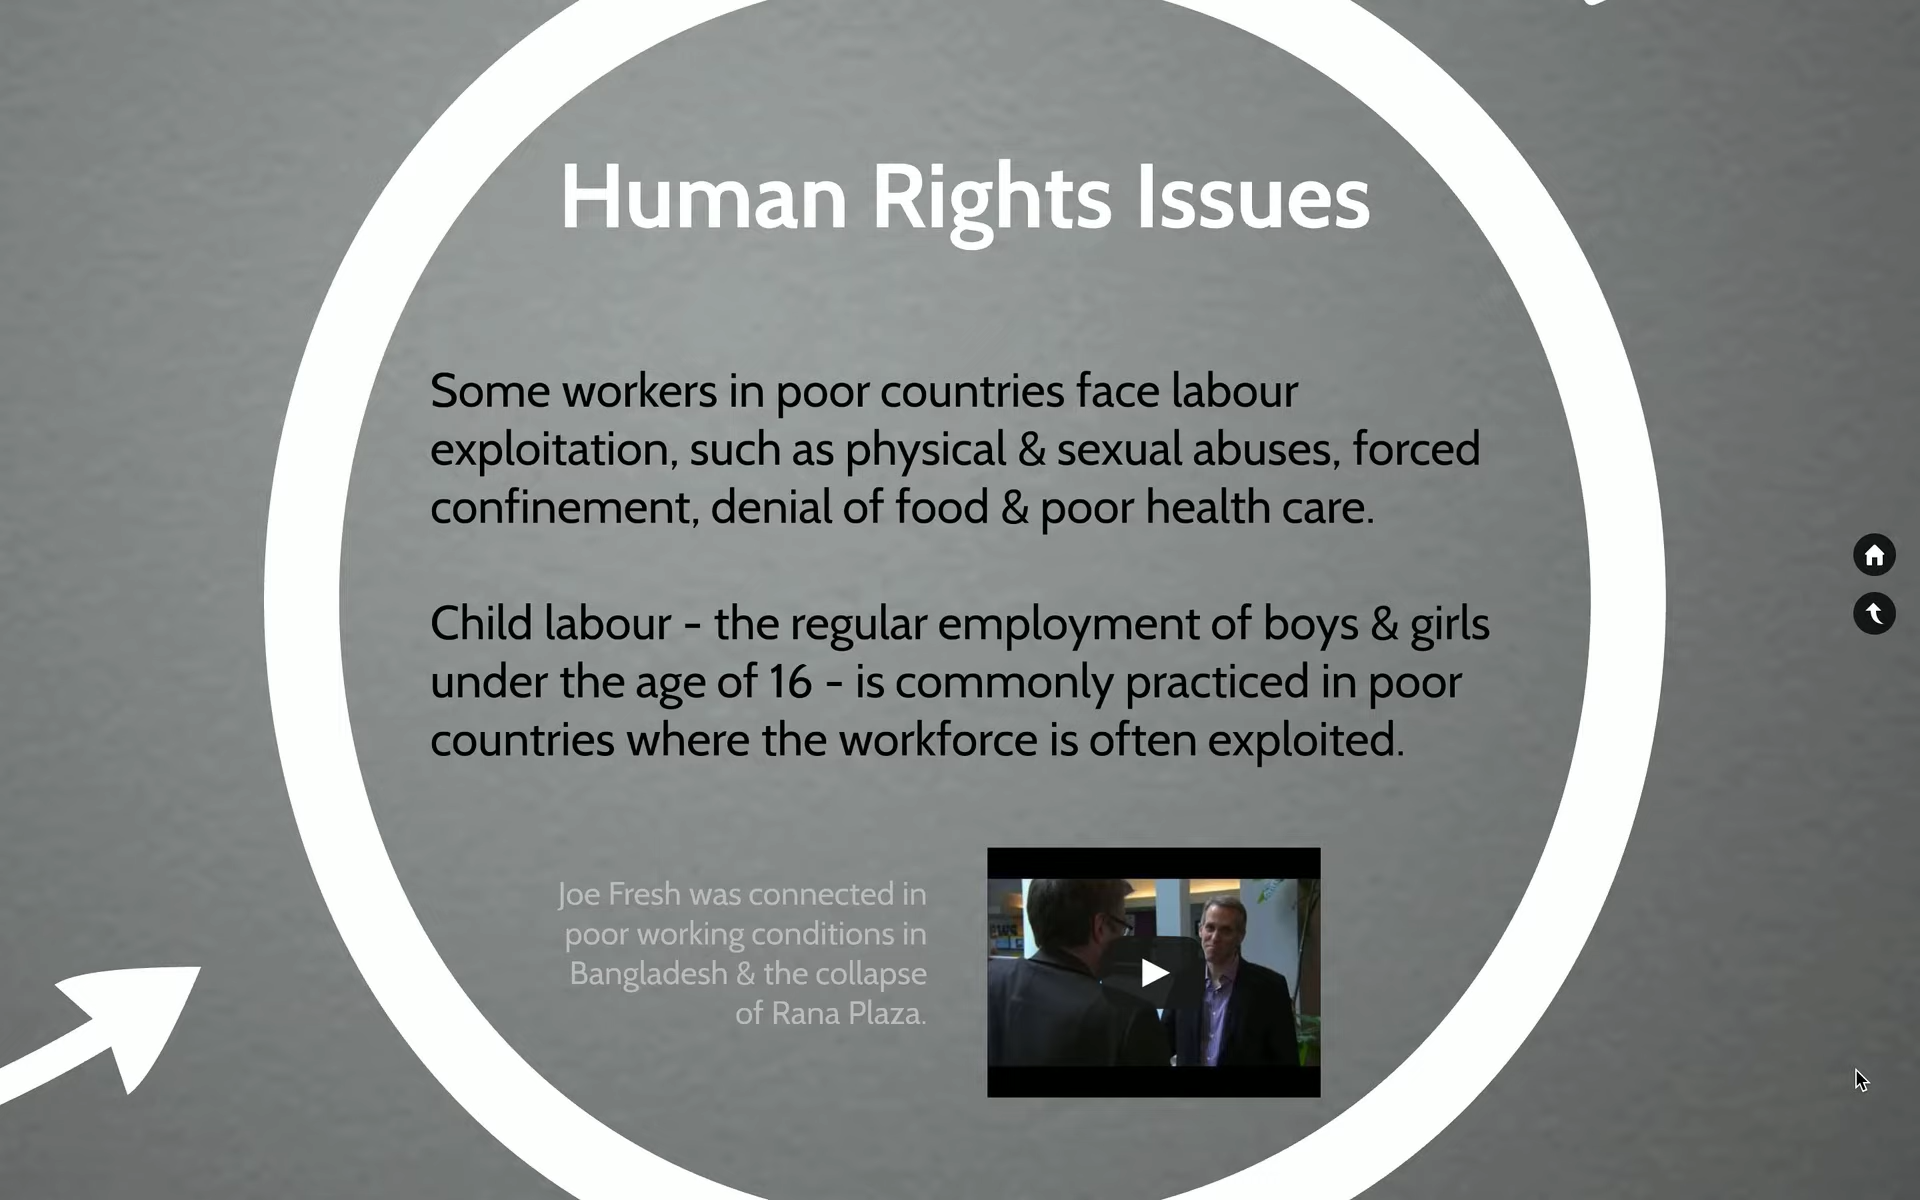 Human Rights Issues
Some workers in poor countries face labour
exploitation, such as physical & sexual abuses, forced
confinement, denial of food & poor health care.
Child labour - the regular employment of boys & girls
under the age of 16 - is commonly practiced in poor
countries where the workforce is often exploited.
Joe Fresh was connected in
poor working conditions in
Bangladesh & the collapse
of Rana Plaza.